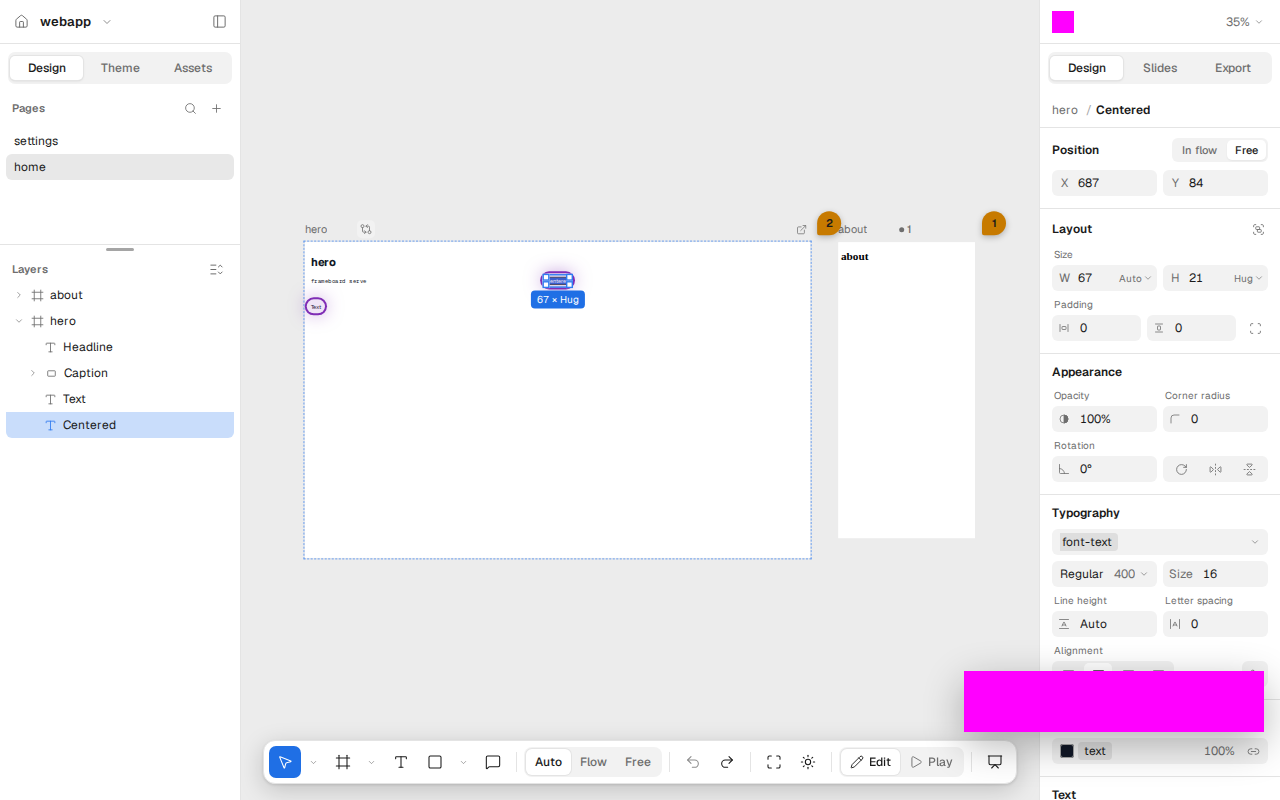 webapp
35%
Design
Theme
Assets
Design
Slides
Export
Pages
settings
home
hero / Centered
Position
In flow
Free
X 687
Y 84
Layout
Size
W 67 Auto
H 21 Hug
Padding
0
0
Layers
about
hero
Headline
Caption
Text
Centered
hero
2
about
1
1
hero
frameboard serve
Text
67 × Hug
about
Appearance
Opacity
Corner radius
100%
0
Rotation
0°
Typography
font-text
Regular 400
Size 16
Line height
Letter spacing
Auto
0
Alignment
text
100%
Text
Auto
Flow
Free
Edit
Play